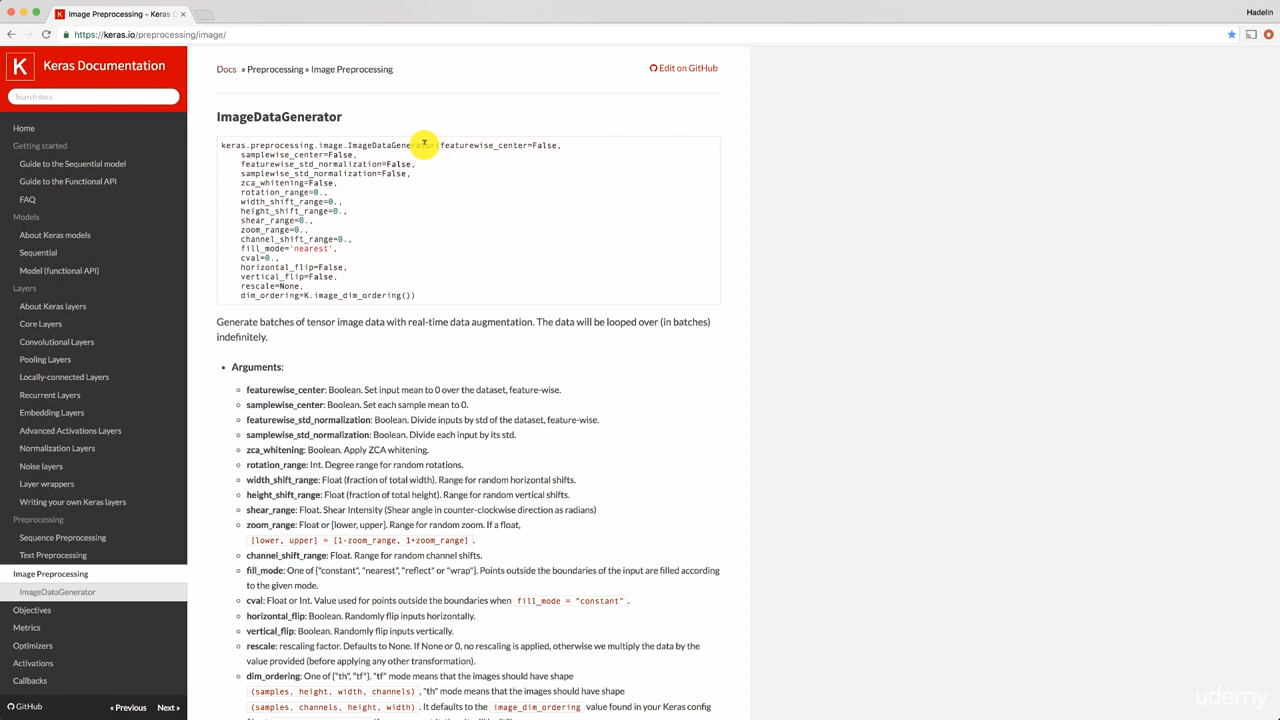 Image Preprocessing - Keras D
Hadelin
https://keras.io/preprocessing/image/
K
Keras Documentation
Search docs
Home
Getting started
Guide to the Sequential model
Guide to the Functional API
FAQ
Models
About Keras models
Sequential
Model (functional API)
Layers
About Keras layers
Core Layers
Convolutional Layers
Pooling Layers
Locally-connected Layers
Recurrent Layers
Embedding Layers
Advanced Activations Layers
Normalization Layers
Noise layers
Layer wrappers
Writing your own Keras layers
Preprocessing
Sequence Preprocessing
Text Preprocessing
Image Preprocessing
ImageDataGenerator
Objectives
Metrics
Optimizers
Activations
Callbacks
GitHub
« Previous
Next »
Docs » Preprocessing » Image Preprocessing
Edit on GitHub
ImageDataGenerator
keras.preprocessing.image.ImageDataGenerator(featurewise_center=False,
samplewise_center=False,
featurewise_std_normalization=False,
samplewise_std_normalization=False,
zca_whitening=False,
rotation_range=0.,
width_shift_range=0.,
height_shift_range=0.,
shear_range=0.,
zoom_range=0.,
channel_shift_range=0.,
fill_mode='nearest',
cval=0.,
horizontal_flip=False,
vertical_flip=False,
rescale=None,
dim_ordering=K.image_dim_ordering())
Generate batches of tensor image data with real-time data augmentation. The data will be looped over (in batches)
indefinitely.
• Arguments:
featurewise_center: Boolean. Set input mean to 0 over the dataset, feature-wise.
samplewise_center: Boolean. Set each sample mean to 0.
featurewise_std_normalization: Boolean. Divide inputs by std of the dataset, feature-wise.
samplewise_std_normalization: Boolean. Divide each input by its std.
zca_whitening: Boolean. Apply ZCA whitening.
rotation_range: Int. Degree range for random rotations.
width_shift_range: Float (fraction of total width). Range for random horizontal shifts.
height_shift_range: Float (fraction of total height). Range for random vertical shifts.
shear_range: Float. Shear Intensity (Shear angle in counter-clockwise direction as radians)
zoom_range: Float or [lower, upper]. Range for random zoom. If a float,
[lower, upper] = [1-zoom_range, 1+zoom_range] .
channel_shift_range: Float. Range for random channel shifts.
fill_mode: One of {"constant", "nearest", "reflect" or "wrap"}. Points outside the boundaries of the input are filled according
to the given mode.
cval: Float or Int. Value used for points outside the boundaries when fill_mode = "constant" .
horizontal_flip: Boolean. Randomly flip inputs horizontally.
vertical_flip: Boolean. Randomly flip inputs vertically.
rescale: rescaling factor. Defaults to None. If None or 0, no rescaling is applied, otherwise we multiply the data by the
value provided (before applying any other transformation).
dim_ordering: One of {"th", "tf"}. "tf" mode means that the images should have shape
(samples, height, width, channels) , "th" mode means that the images should have shape
(samples, channels, height, width) . It defaults to the image_dim_ordering value found in your Keras config
udemy